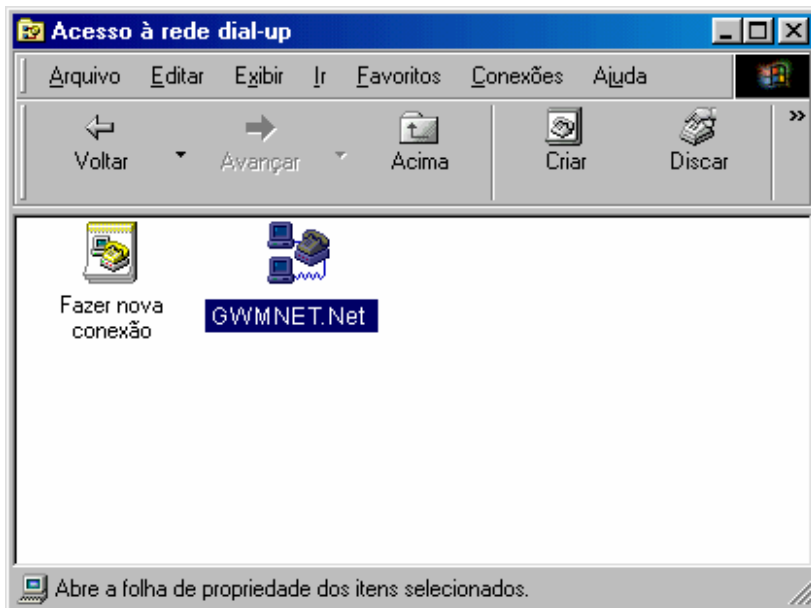 Acesso à rede dial-up
Arquivo Editar Exibir Ir Favoritos Conexões Ajuda
Voltar Avançar Acima Criar Discar »
Fazer nova
conexão
GWMNET.Net
Abre a folha de propriedade dos itens selecionados.